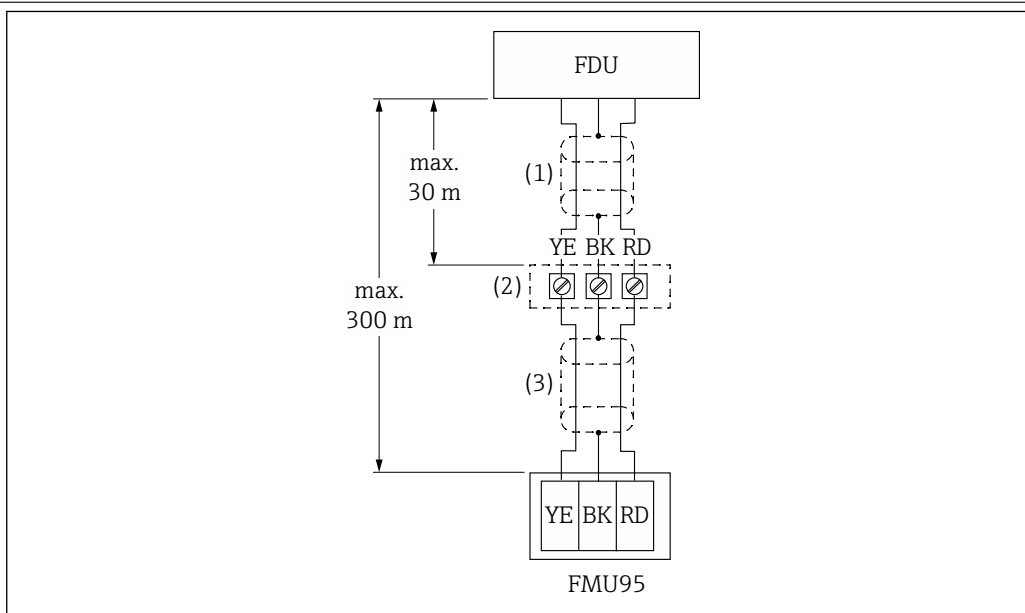 FDU
max.
30 m
(1)
YE BK RD
(2)
max.
300 m
(3)
YE BK RD
FMU95